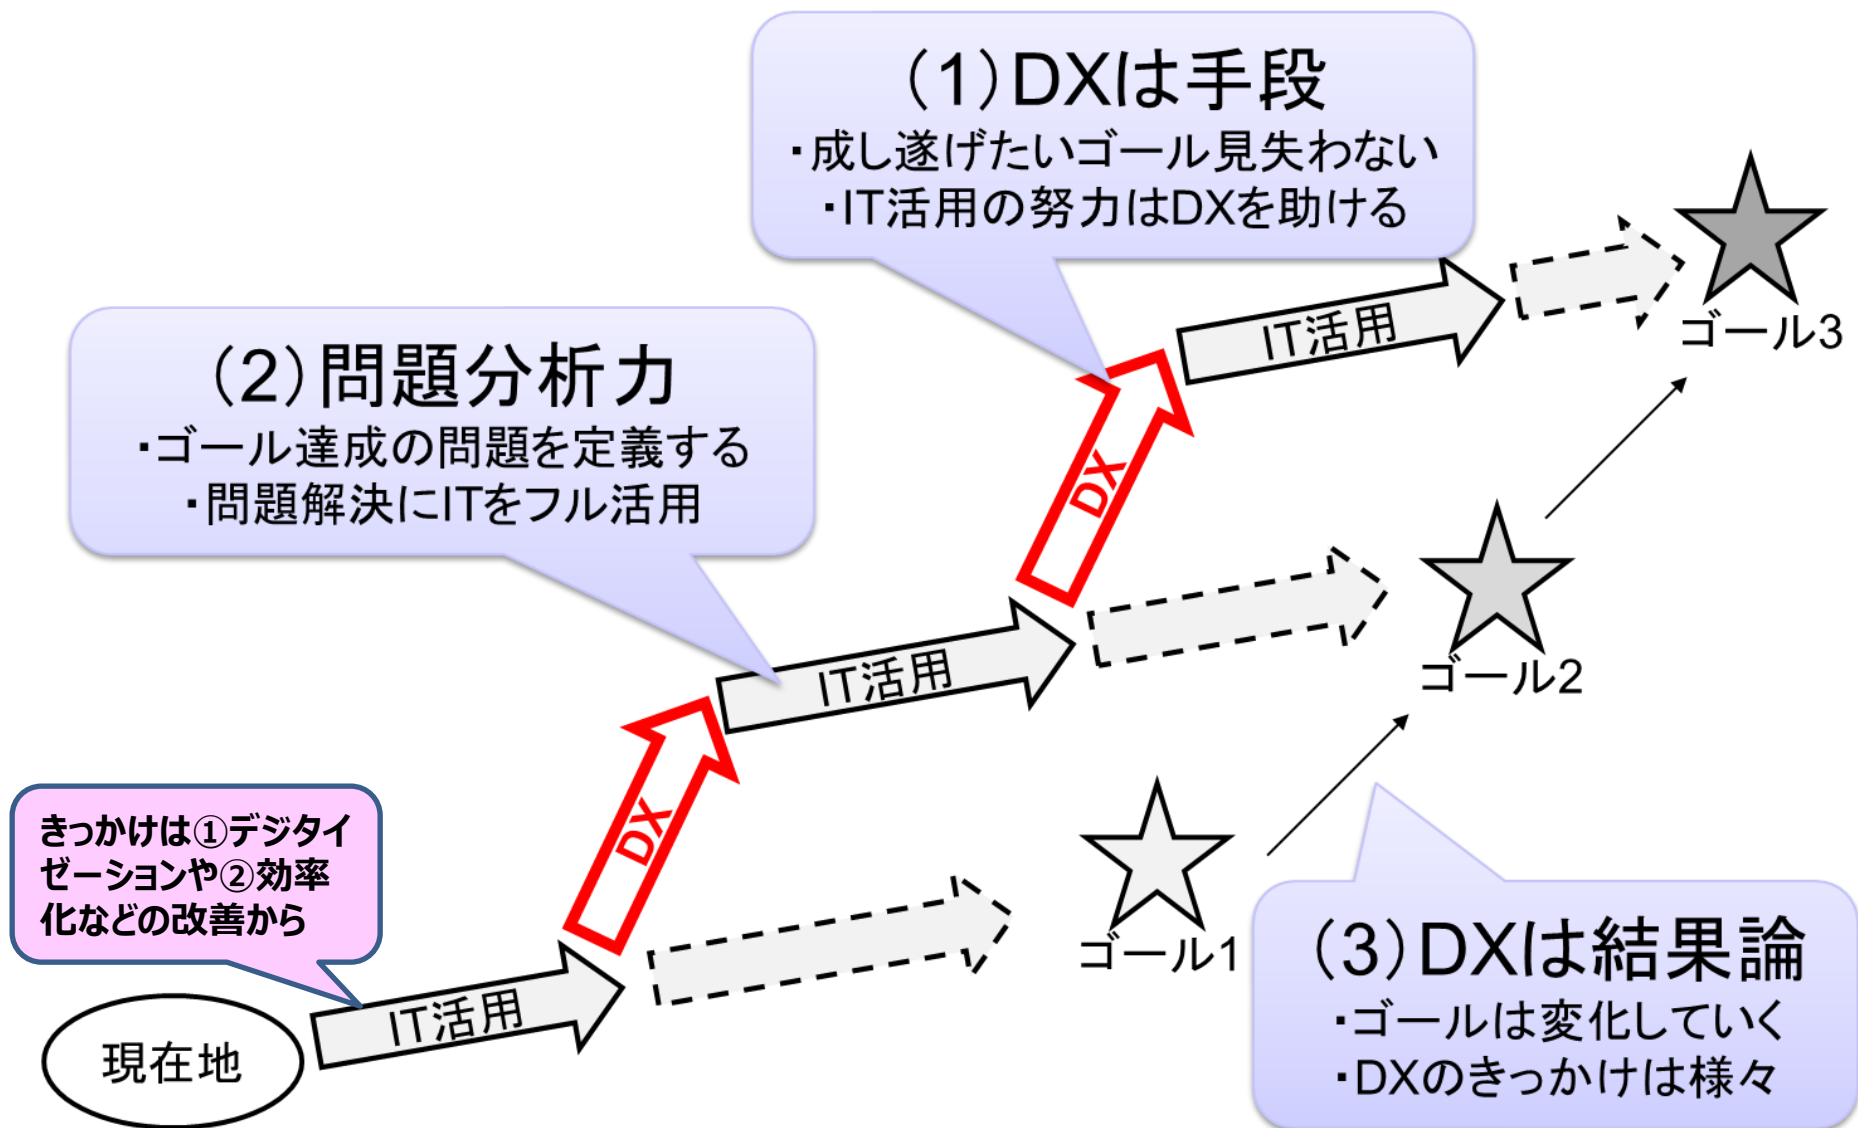 (1)DXは手段
・成し遂げたいゴール見失わない
・IT活用の努力はDXを助ける
ゴール3
IT活用
(2)問題分析力
・ゴール達成の問題を定義する
・問題解決にITをフル活用
DX
ゴール2
IT活用
DX
きっかけは①デジタイ
ゼーションや②効率
化などの改善から
ゴール1
(3)DXは結果論
・ゴールは変化していく
・DXのきっかけは様々
IT活用
現在地